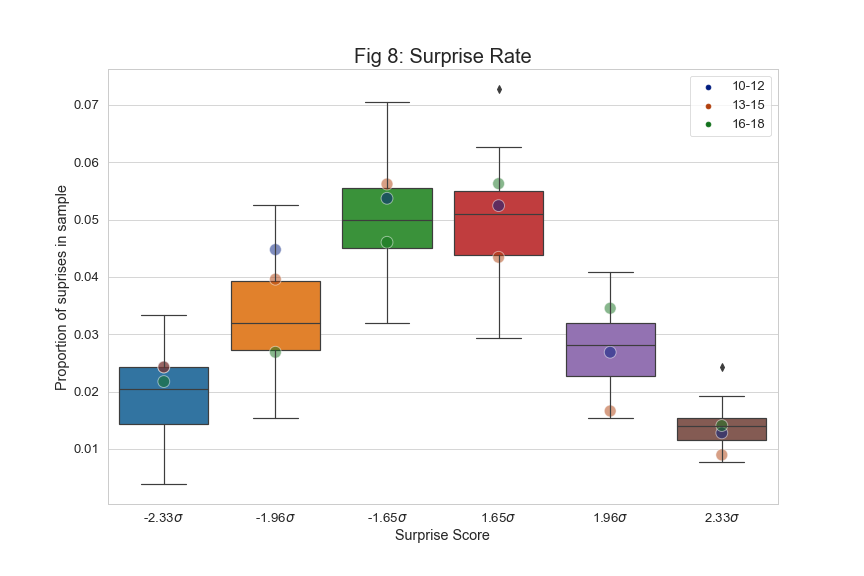 Fig 8: Surprise Rate
10-12
13-15
16-18
Proportion of suprises in sample
0.07
0.06
0.05
0.04
0.03
0.02
0.01
-2.33σ -1.96σ -1.65σ 1.65σ 1.96σ 2.33σ
Surprise Score